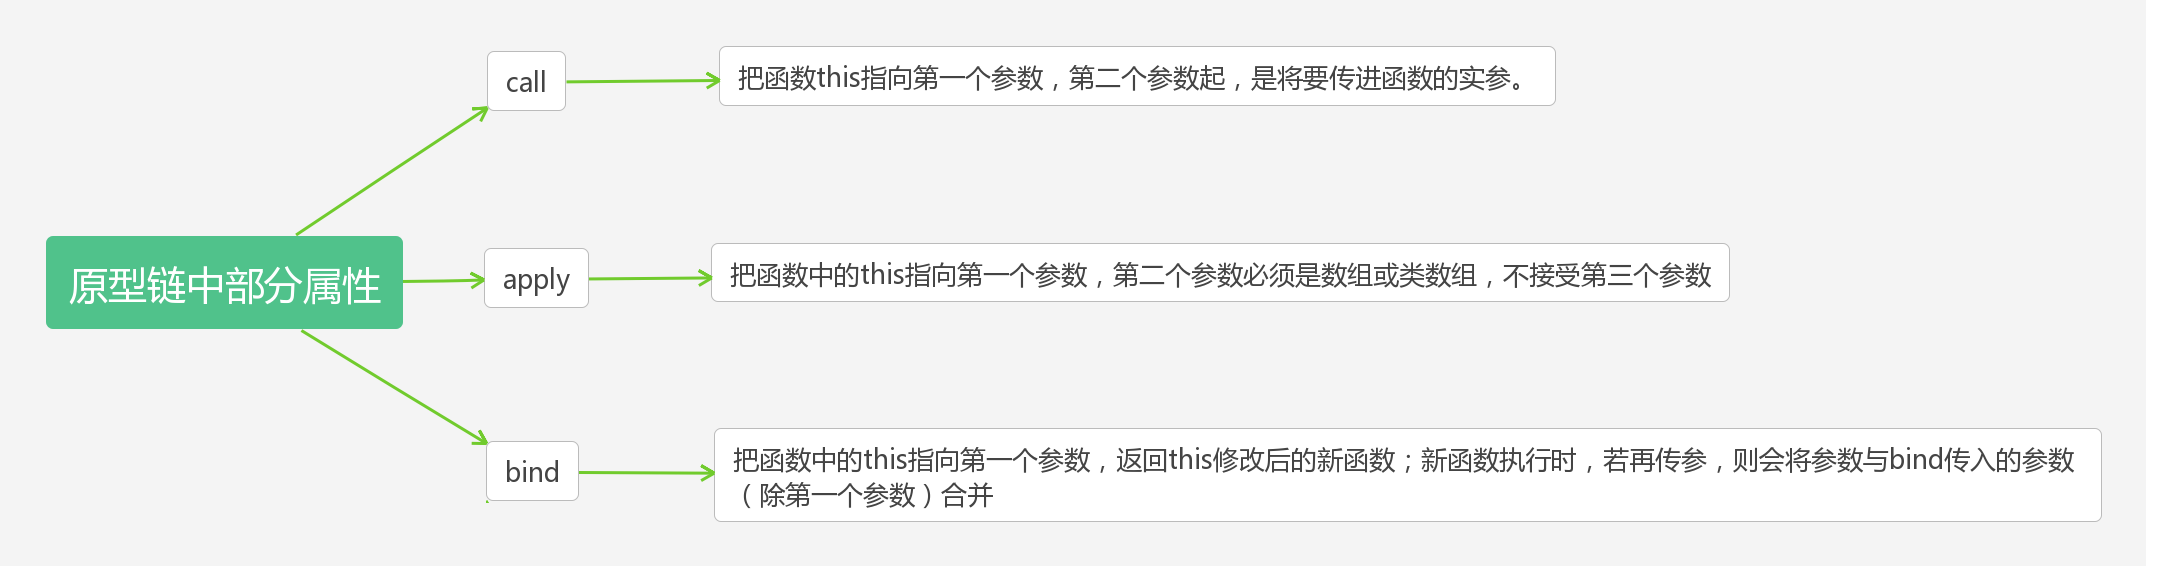 call
把函数this指向第一个参数，第二个参数起，是将要传进函数的实参。
原型链中部分属性
apply
把函数中的this指向第一个参数，第二个参数必须是数组或类数组，不接受第三个参数
bind
把函数中的this指向第一个参数，返回this修改后的新函数；新函数执行时，若再传参，则会将参数与bind传入的参数
（除第一个参数）合并